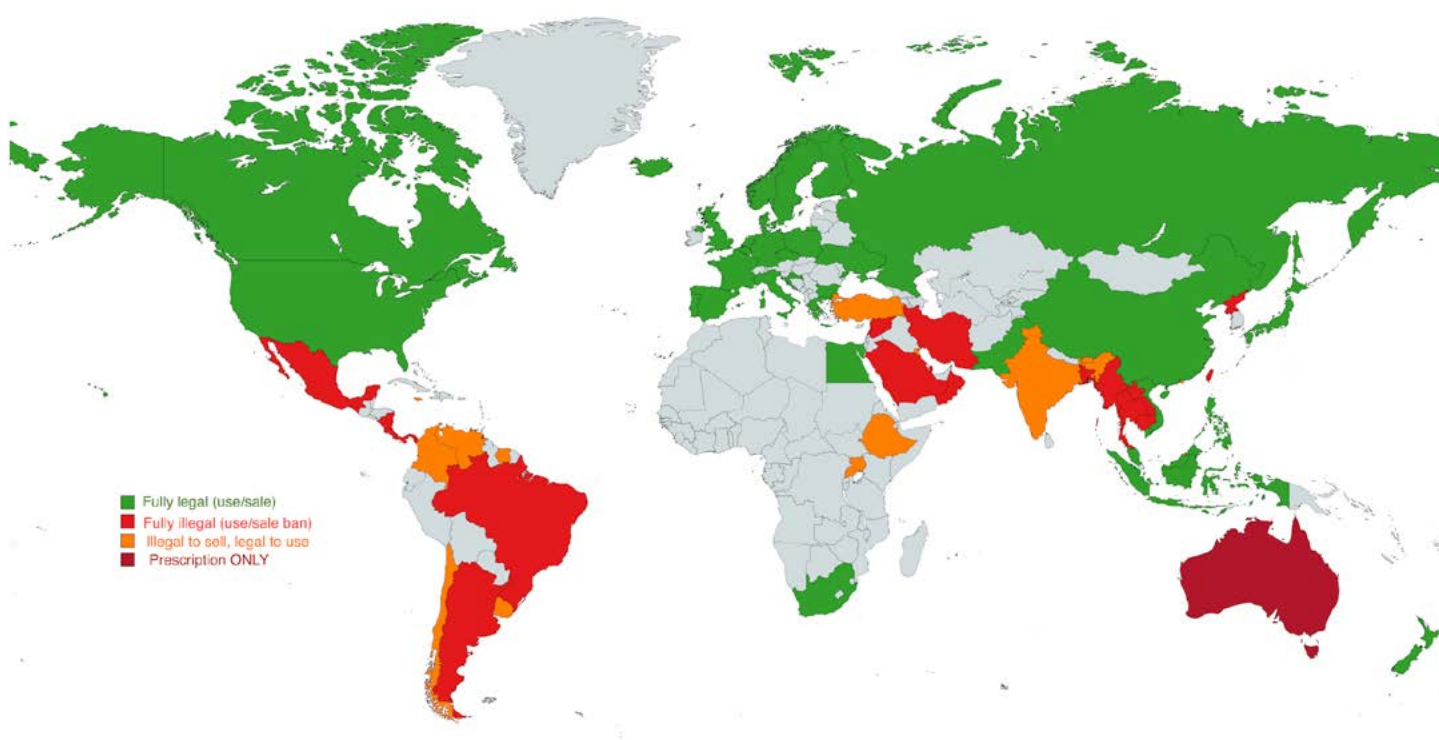 Fully legal (use/sale)
Fully illegal (use/sale ban)
Illegal to sell, legal to use
Prescription ONLY